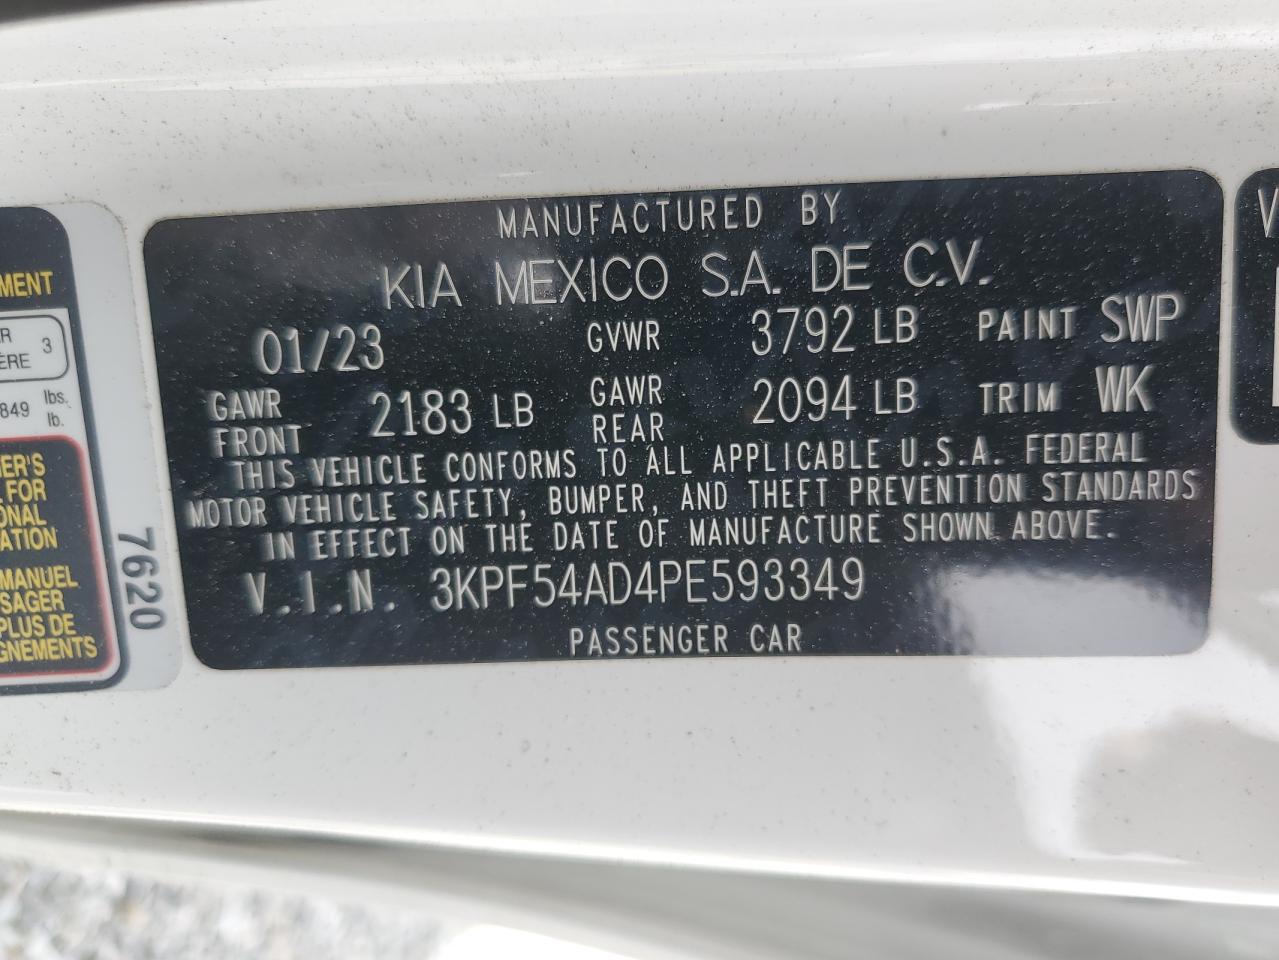 MANUFACTURED BY
KIA MEXICO S.A. DE C.V.
01/23 GVWR 3792 LB PAINT SWP
GAWR FRONT 2183 LB GAWR REAR 2094 LB TRIM WK
THIS VEHICLE CONFORMS TO ALL APPLICABLE U.S.A. FEDERAL
MOTOR VEHICLE SAFETY, BUMPER, AND THEFT PREVENTION STANDARDS
IN EFFECT ON THE DATE OF MANUFACTURE SHOWN ABOVE.
V.I.N. 3KPF54AD4PE593349
PASSENGER CAR
MENT
R
ÈRE 3
849 lbs.
lb.
ER'S
FOR
ONAL
ATION
MANUEL
SAGER
PLUS DE
GNEMENTS
7620
V